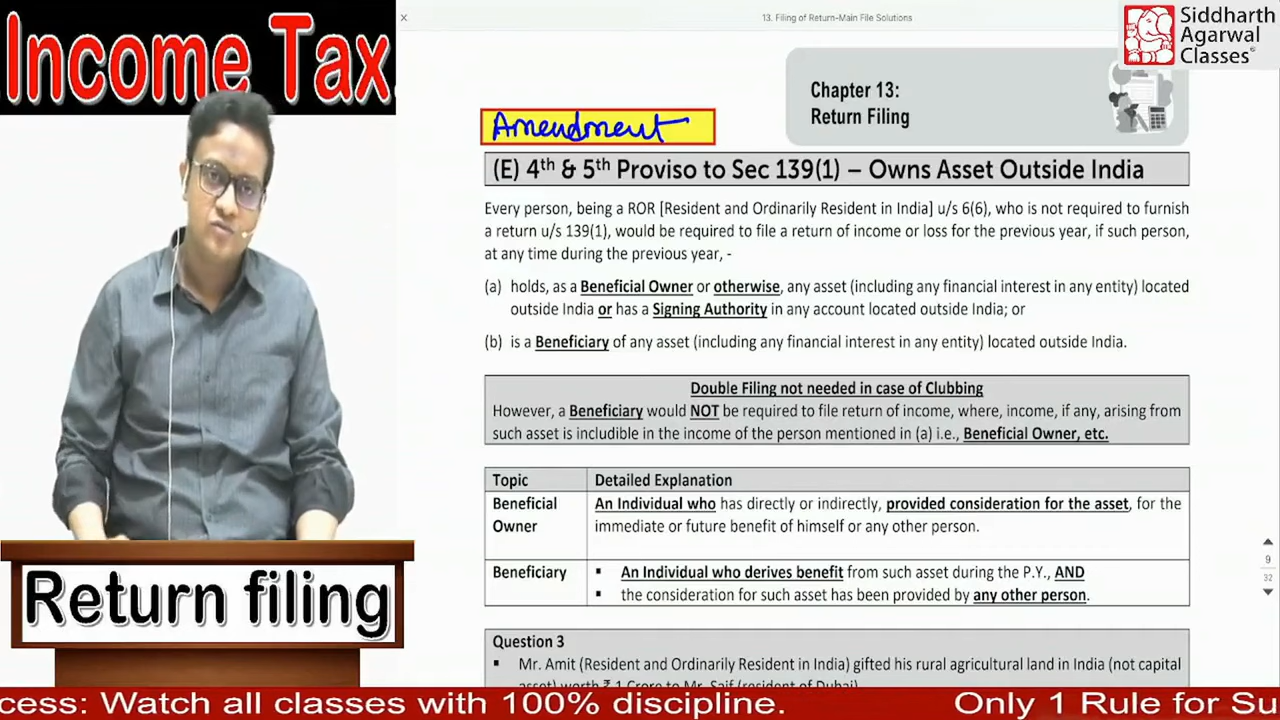 Income Tax
×
13. Filing of Return-Main File Solutions
Siddharth
Agarwal
Classes®
Chapter 13:
Return Filing
Amendment
(E) 4th & 5th Proviso to Sec 139(1) – Owns Asset Outside India
Every person, being a ROR [Resident and Ordinarily Resident in India] u/s 6(6), who is not required to furnish
a return u/s 139(1), would be required to file a return of income or loss for the previous year, if such person,
at any time during the previous year, -
(a) holds, as a Beneficial Owner or otherwise, any asset (including any financial interest in any entity) located
outside India or has a Signing Authority in any account located outside India; or
(b) is a Beneficiary of any asset (including any financial interest in any entity) located outside India.
Double Filing not needed in case of Clubbing
However, a Beneficiary would NOT be required to file return of income, where, income, if any, arising from
such asset is includible in the income of the person mentioned in (a) i.e., Beneficial Owner, etc.
Topic Detailed Explanation
Beneficial An Individual who has directly or indirectly, provided consideration for the asset, for the
Owner immediate or future benefit of himself or any other person.
Beneficiary ▪ An Individual who derives benefit from such asset during the P.Y., AND
▪ the consideration for such asset has been provided by any other person.
9
32
Question 3
▪ Mr. Amit (Resident and Ordinarily Resident in India) gifted his rural agricultural land in India (not capital
asset) worth ₹ 1 Crore to Mr. Saif (resident of Dubai)
Return filing
cess: Watch all classes with 100% discipline. Only 1 Rule for Su